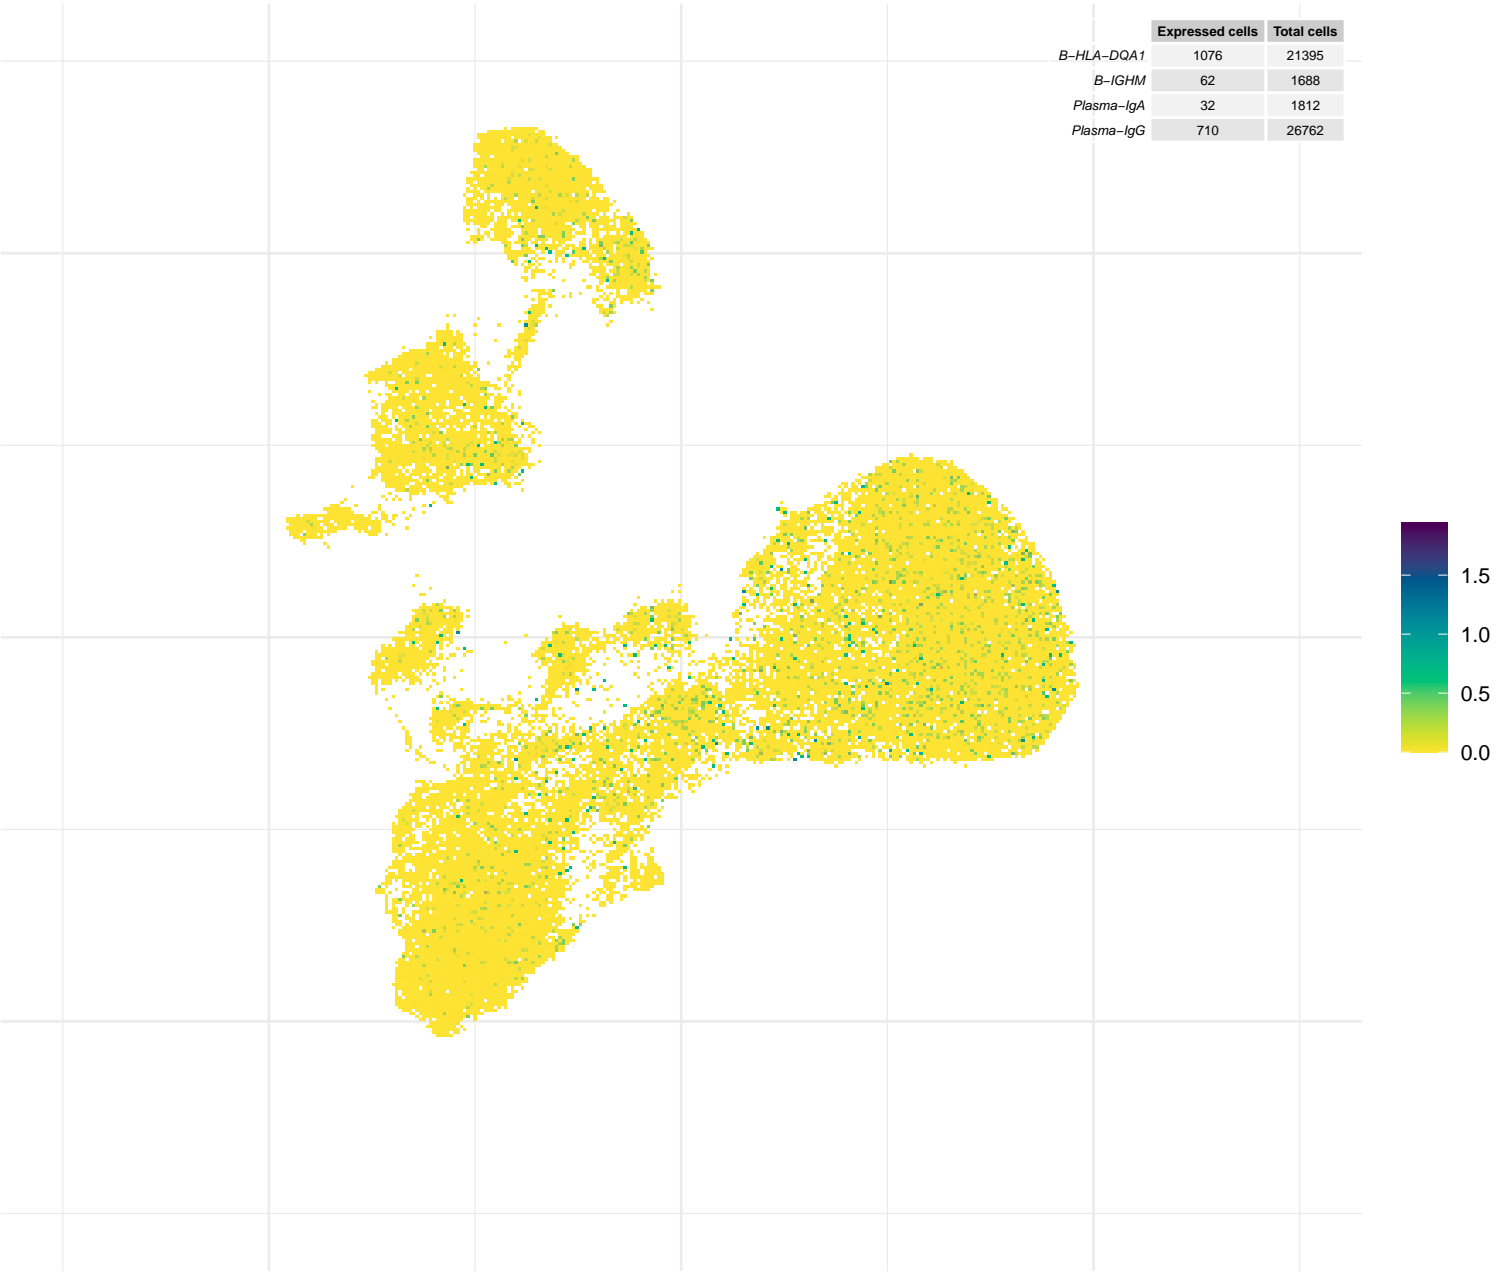 Expressed cells Total cells
B−HLA−DQA1 1076 21395
B−IGHM 62 1688
Plasma−IgA 32 1812
Plasma−IgG 710 26762
1.5
1.0
0.5
0.0